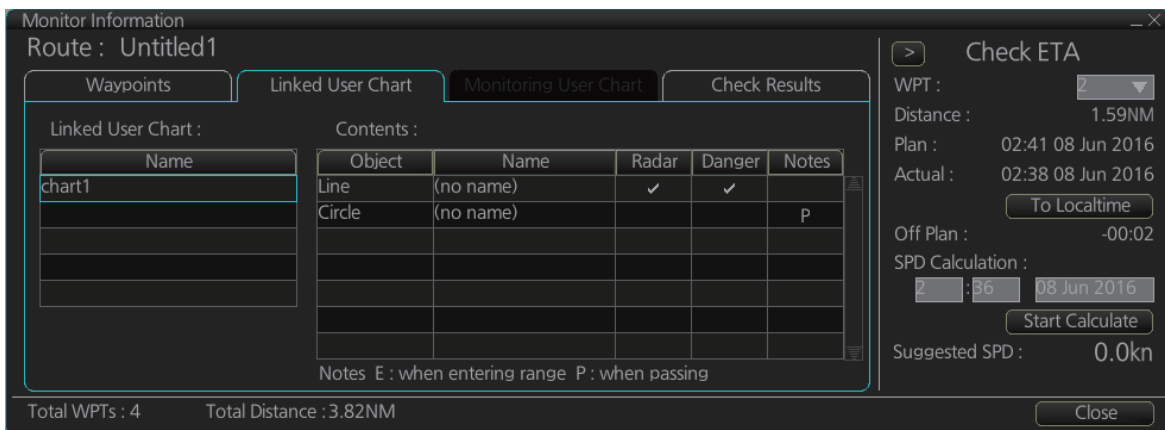 Monitor Information
Route : Untitled1
Waypoints
Linked User Chart
Monitoring User Chart
Check Results
Linked User Chart :
Name
chart1
Contents :
Object Name Radar Danger Notes
Line (no name) ✓ ✓
Circle (no name) P
Notes E : when entering range P : when passing
> Check ETA
WPT : 2
Distance : 1.59NM
Plan : 02:41 08 Jun 2016
Actual : 02:38 08 Jun 2016
To Localtime
Off Plan : -00:02
SPD Calculation :
2 :36 08 Jun 2016
Start Calculate
Suggested SPD : 0.0kn
Total WPTs : 4 Total Distance : 3.82NM
Close